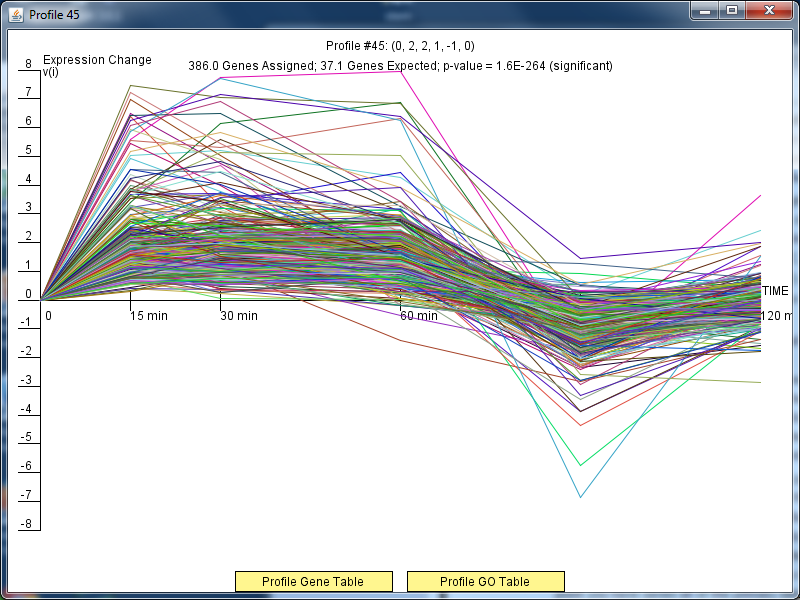 Profile 45
Profile #45: (0, 2, 2, 1, -1, 0)
Expression Change
v(i)
386.0 Genes Assigned; 37.1 Genes Expected; p-value = 1.6E-264 (significant)
8
7
6
5
4
3
2
1
0
-1
-2
-3
-4
-5
-6
-7
-8
TIME
0
15 min
30 min
60 min
120 m
Profile Gene Table
Profile GO Table